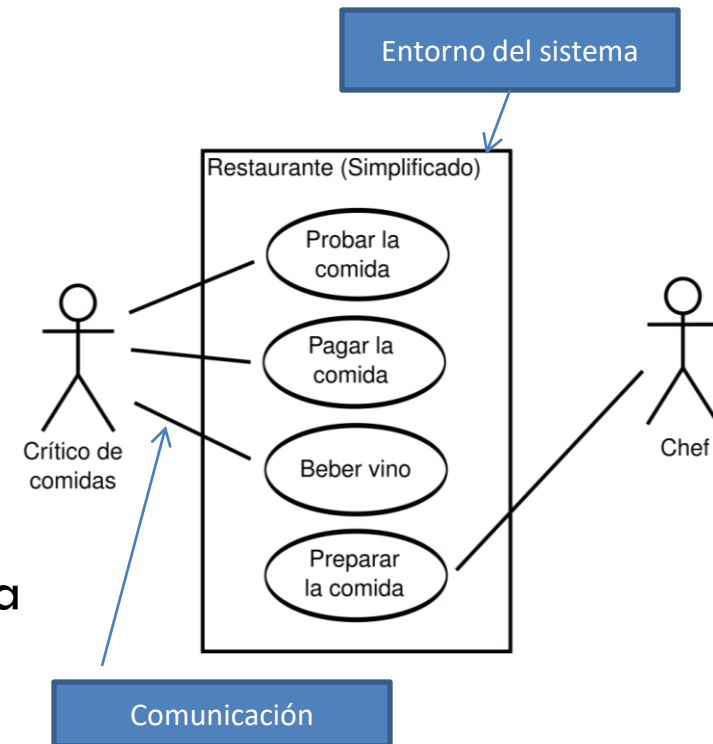 Entorno del sistema
Restaurante (Simplificado)
Probar la
comida
Pagar la
comida
Crítico de
comidas
Chef
Beber vino
Preparar
la comida
a
Comunicación